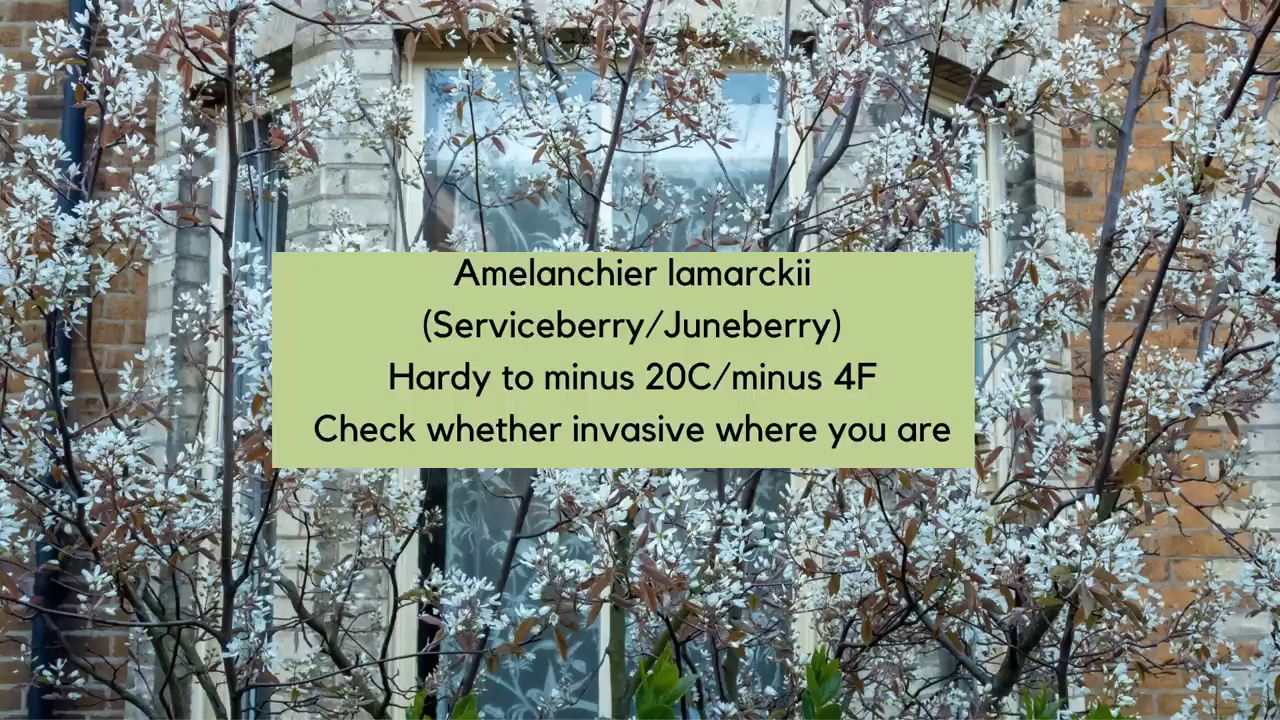 Amelanchier lamarckii
(Serviceberry/Juneberry)
Hardy to minus 20C/minus 4F
Check whether invasive where you are